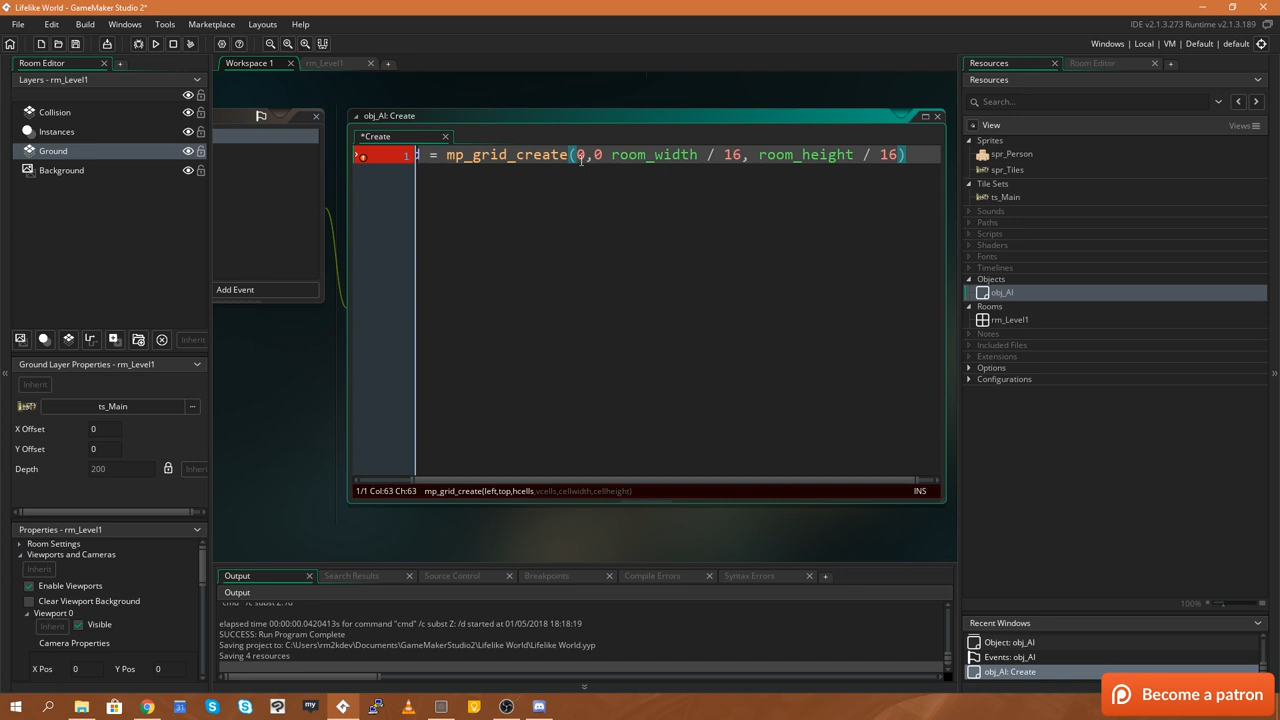 Lifelike World - GameMaker Studio 2*
File Edit Build Windows Tools Marketplace Layouts Help
IDE v2.1.3.273 Runtime v2.1.3.189
Windows | Local | VM | Default | default
Room Editor
Workspace 1
rm_Level1
Resources
Room Editor
Layers - rm_Level1
Resources
Search...
Collision
Instances
Ground
Background
obj_AI: Create
*Create
1 d = mp_grid_create(0,0 room_width / 16, room_height / 16)
View
Views
Sprites
spr_Person
spr_Tiles
Tile Sets
ts_Main
Sounds
Paths
Scripts
Shaders
Fonts
Timelines
Objects
obj_AI
Rooms
rm_Level1
Notes
Included Files
Extensions
Options
Configurations
Add Event
Inherit
Ground Layer Properties - rm_Level1
Inherit
ts_Main ...
X Offset 0
Y Offset 0
Depth 200 Inherit
1/1 Col:63 Ch:63 mp_grid_create(left,top,hcells,vcells,cellwidth,cellheight) INS
Properties - rm_Level1
Room Settings
Viewports and Cameras
Inherit
Enable Viewports
Clear Viewport Background
Viewport 0
Inherit Visible
Camera Properties
X Pos 0 Y Pos 0
Output Search Results Source Control Breakpoints Compile Errors Syntax Errors
Output
"cmd" /c subst Z: /d
elapsed time 00:00:00.0420413s for command "cmd" /c subst Z: /d started at 01/05/2018 18:18:19
SUCCESS: Run Program Complete
Saving project to: C:\Users\rm2kdev\Documents\GameMakerStudio2\Lifelike World\Lifelike World.yyp
Saving 4 resources
100%
Recent Windows
Object: obj_AI
Events: obj_AI
obj_AI: Create
Become a patron